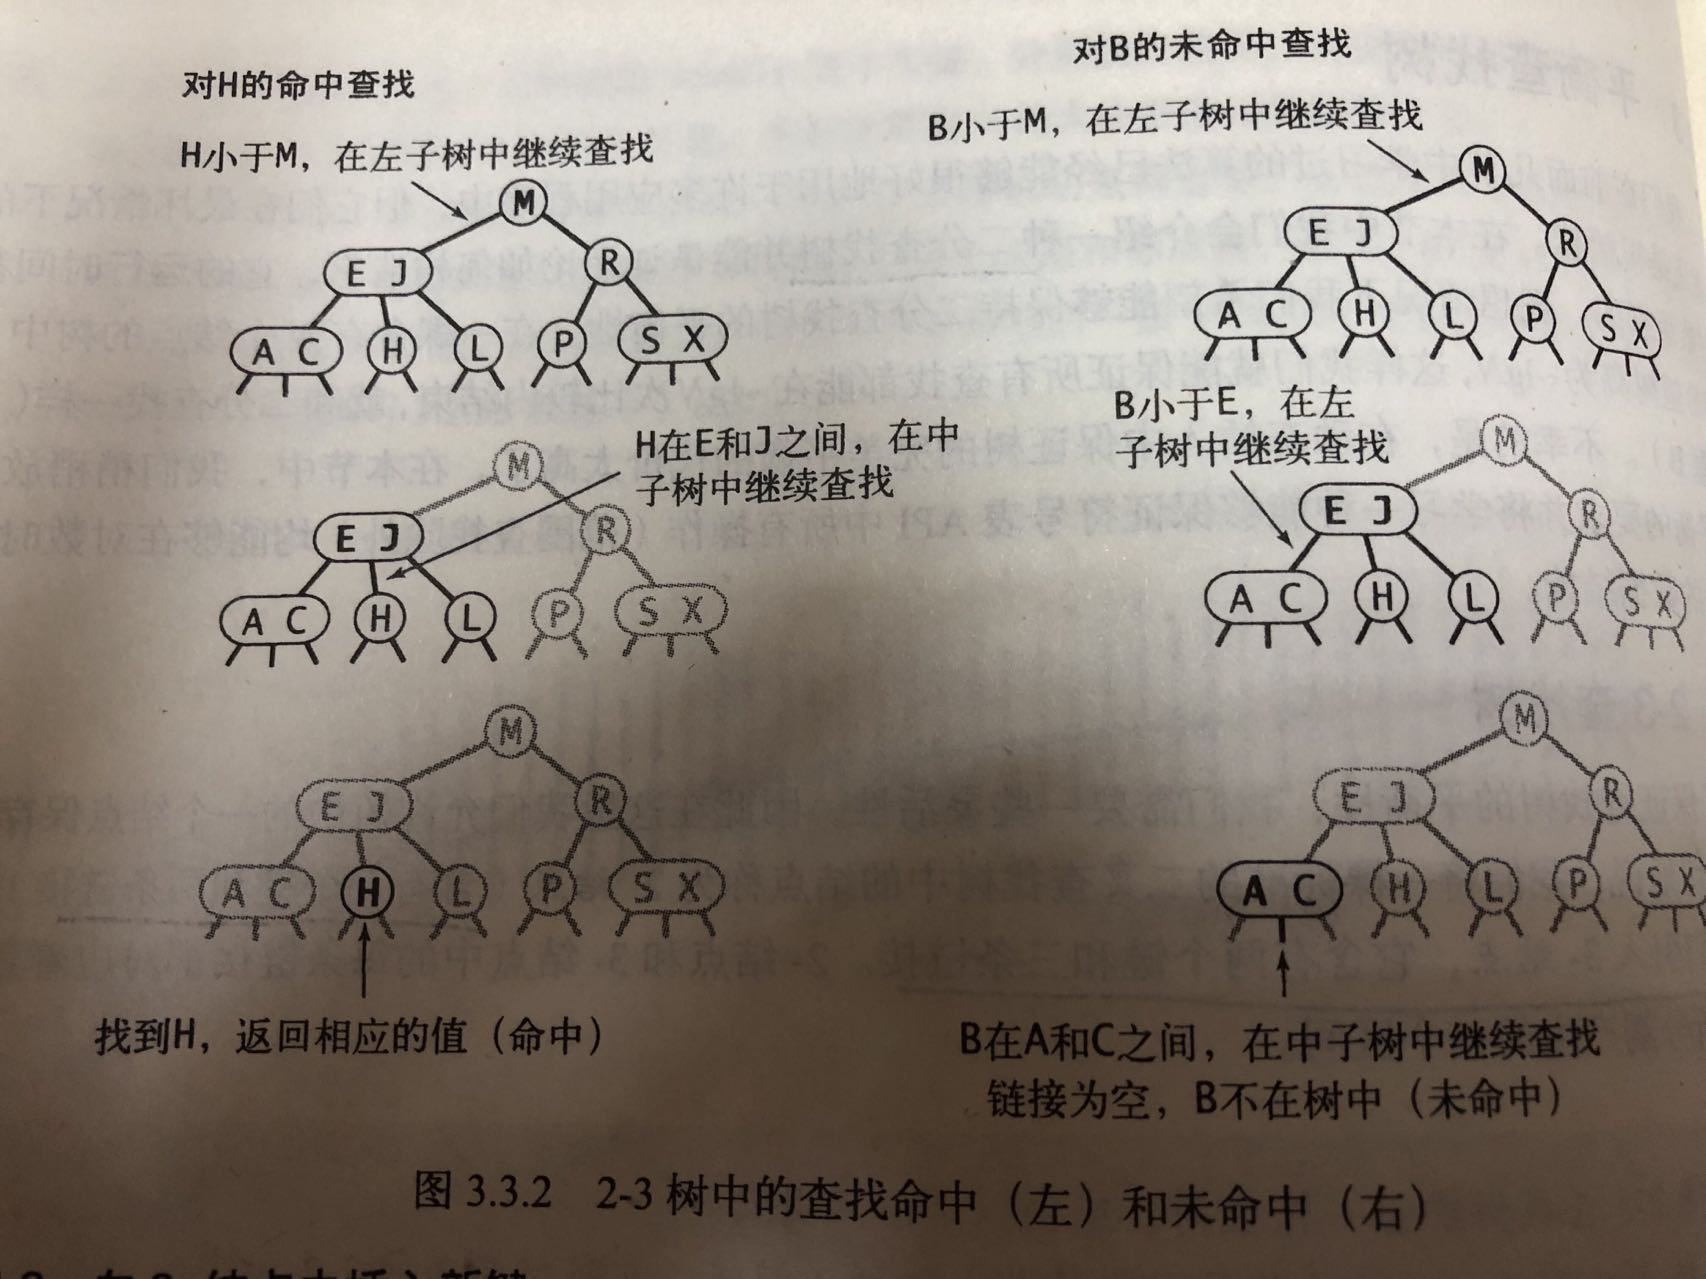 对H的命中查找
H小于M，在左子树中继续查找
M
E J
R
A C
H
L
P
S X
H在E和J之间，在中
子树中继续查找
M
E J
R
A C
H
L
P
S X
M
E J
R
A C
H
L
P
S X
找到H，返回相应的值（命中）
对B的未命中查找
B小于M，在左子树中继续查找
M
E J
R
A C
H
L
P
S X
B小于E，在左
子树中继续查找
M
E J
R
A C
H
L
P
S X
M
E J
R
A C
H
L
P
S X
B在A和C之间，在中子树中继续查找
链接为空，B不在树中（未命中）
图 3.3.2 2-3 树中的查找命中（左）和未命中（右）